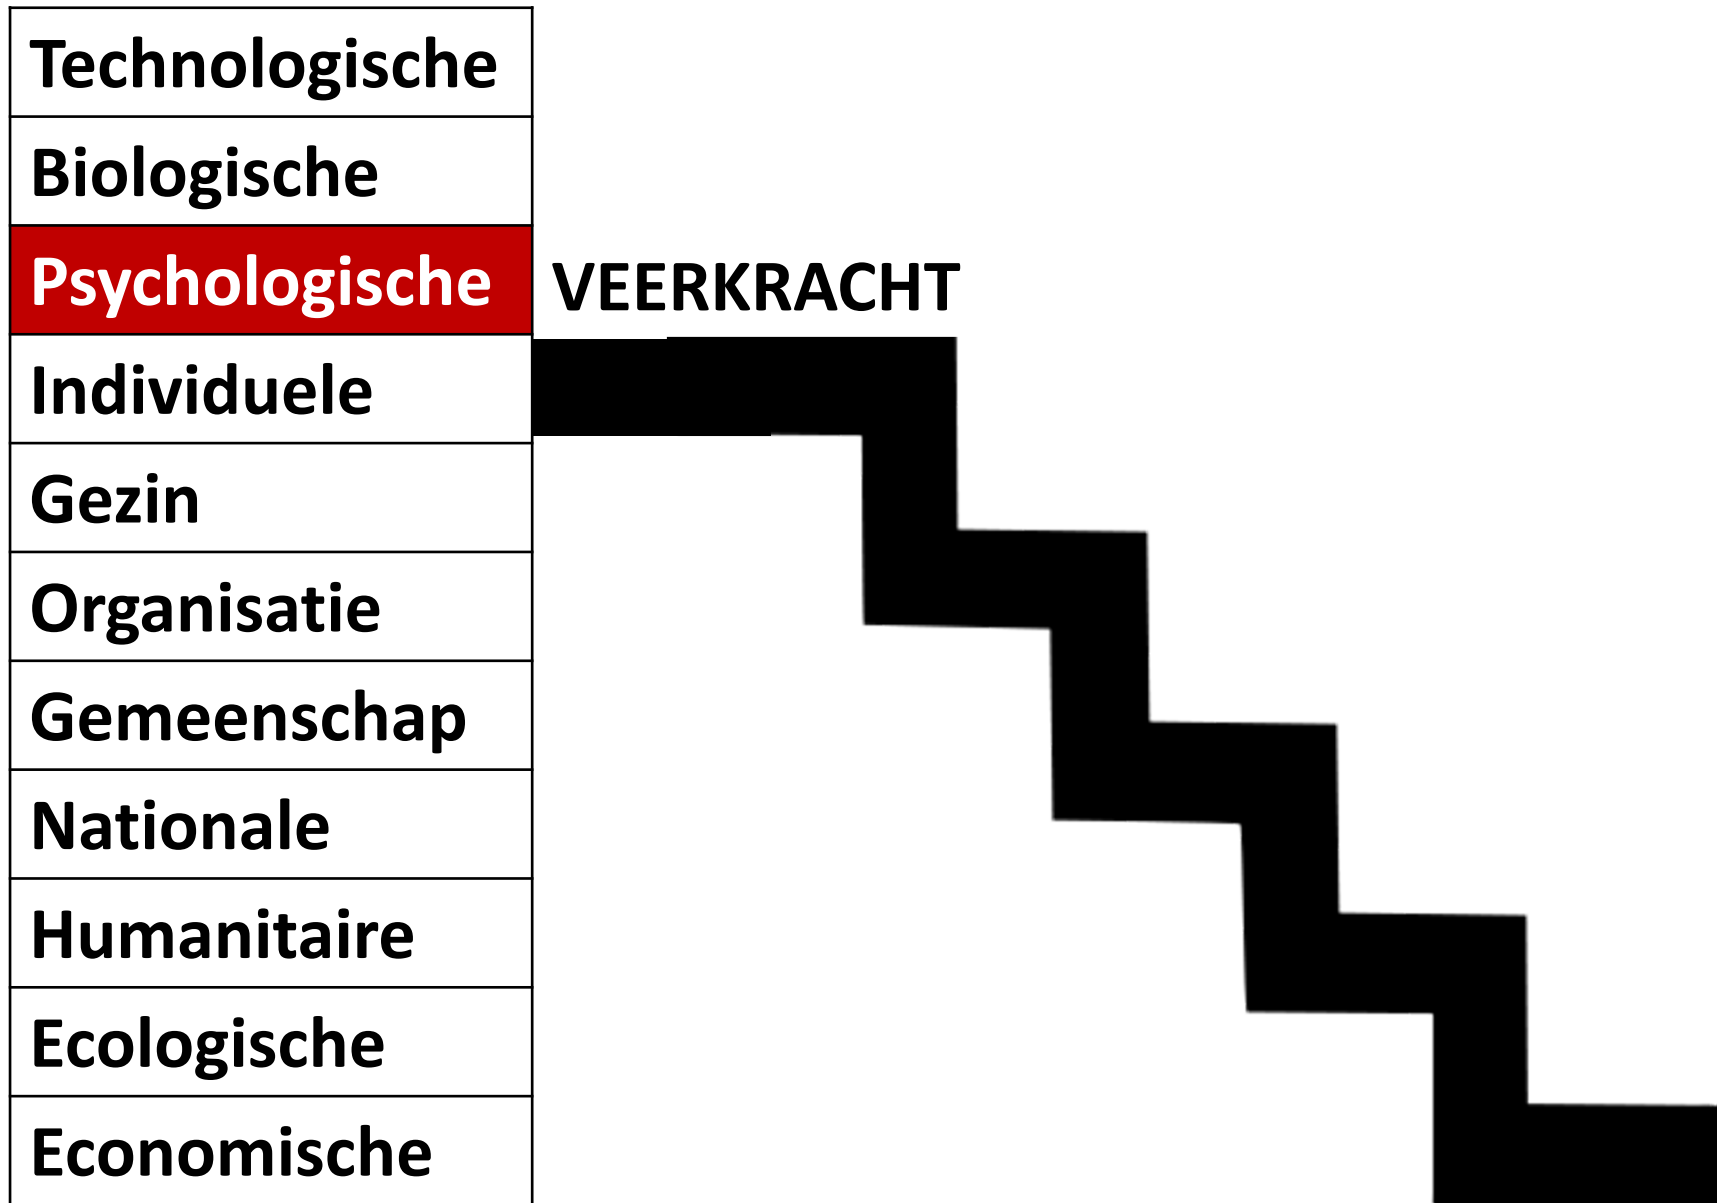 Technologische
Biologische
Psychologische VEERKRACHT
Individuele
Gezin
Organisatie
Gemeenschap
Nationale
Humanitaire
Ecologische
Economische